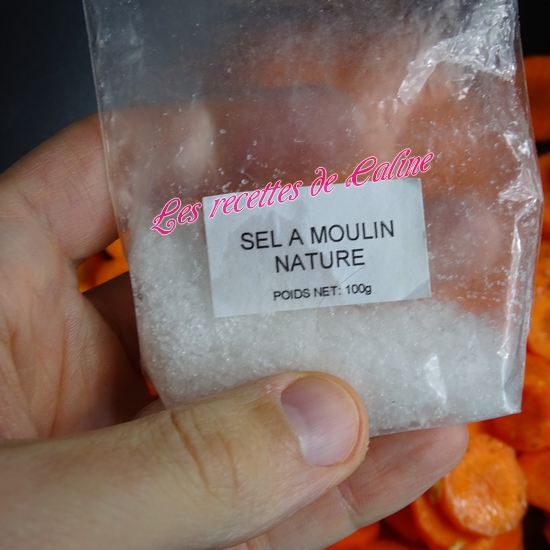 Les recettes de Caline
SEL A MOULIN
NATURE
POIDS NET: 100g